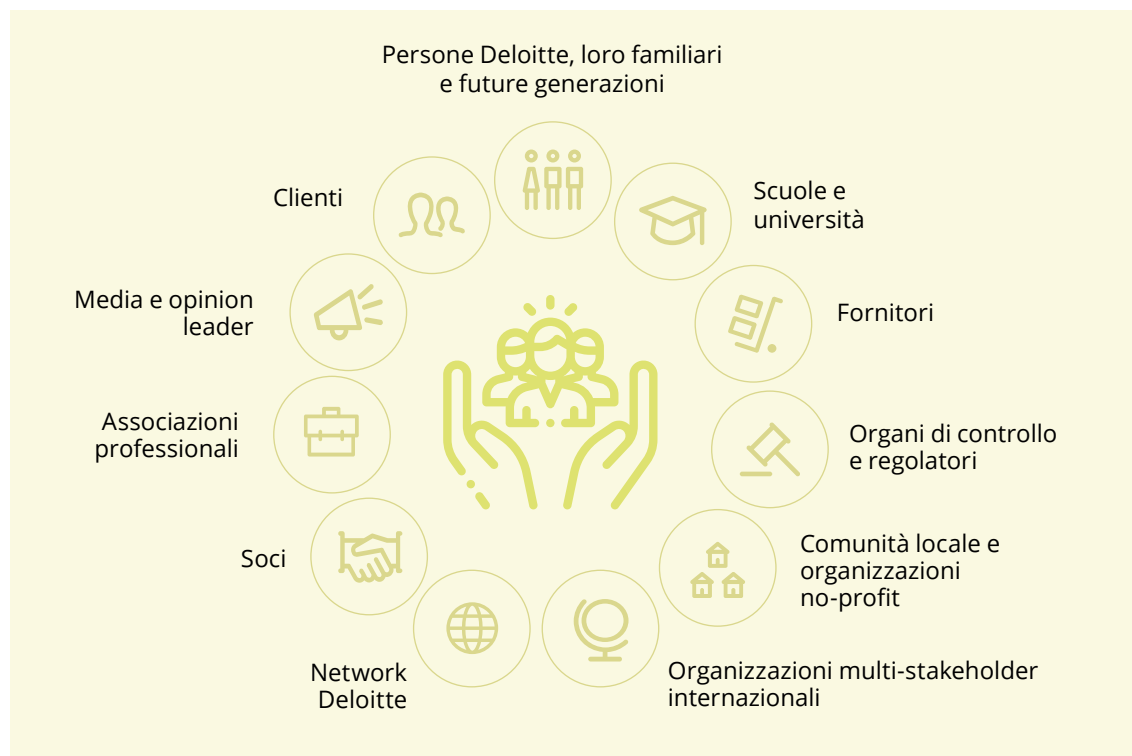 Persone Deloitte, loro familiari
e future generazioni
Clienti
Scuole e
università
Media e opinion
leader
Fornitori
Associazioni
professionali
Organi di controllo
e regolatori
Soci
Comunità locale e
organizzazioni
no-profit
Network
Deloitte
Organizzazioni multi-stakeholder
internazionali